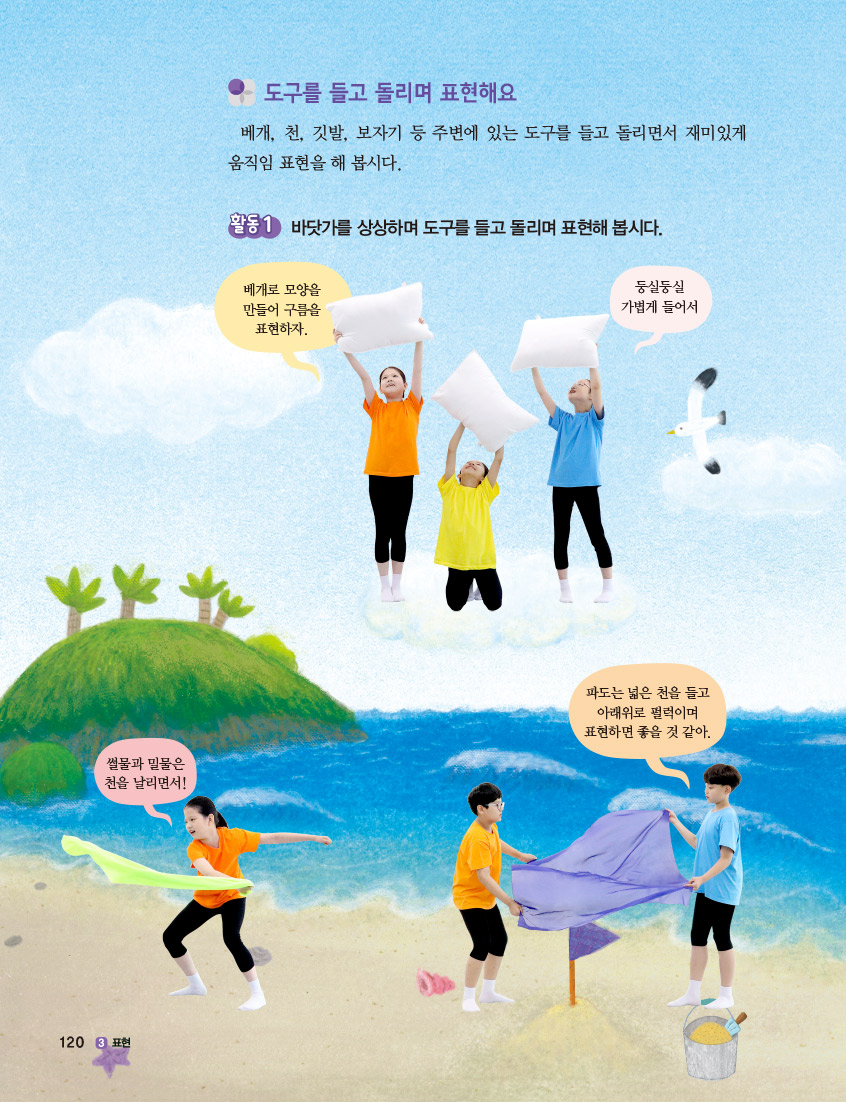 도구를 들고 돌리며 표현해요
베개, 천, 깃발, 보자기 등 주변에 있는 도구를 들고 돌리면서 재미있게
움직임 표현을 해 봅시다.
활동1 바닷가를 상상하며 도구를 들고 돌리며 표현해 봅시다.
베개로 모양을
만들어 구름을
표현하자.
둥실둥실
가볍게 들어서
파도는 넓은 천을 들고
아래위로 펄럭이며
표현하면 좋을 것 같아.
썰물과 밀물은
천을 날리면서!
120 3 표현